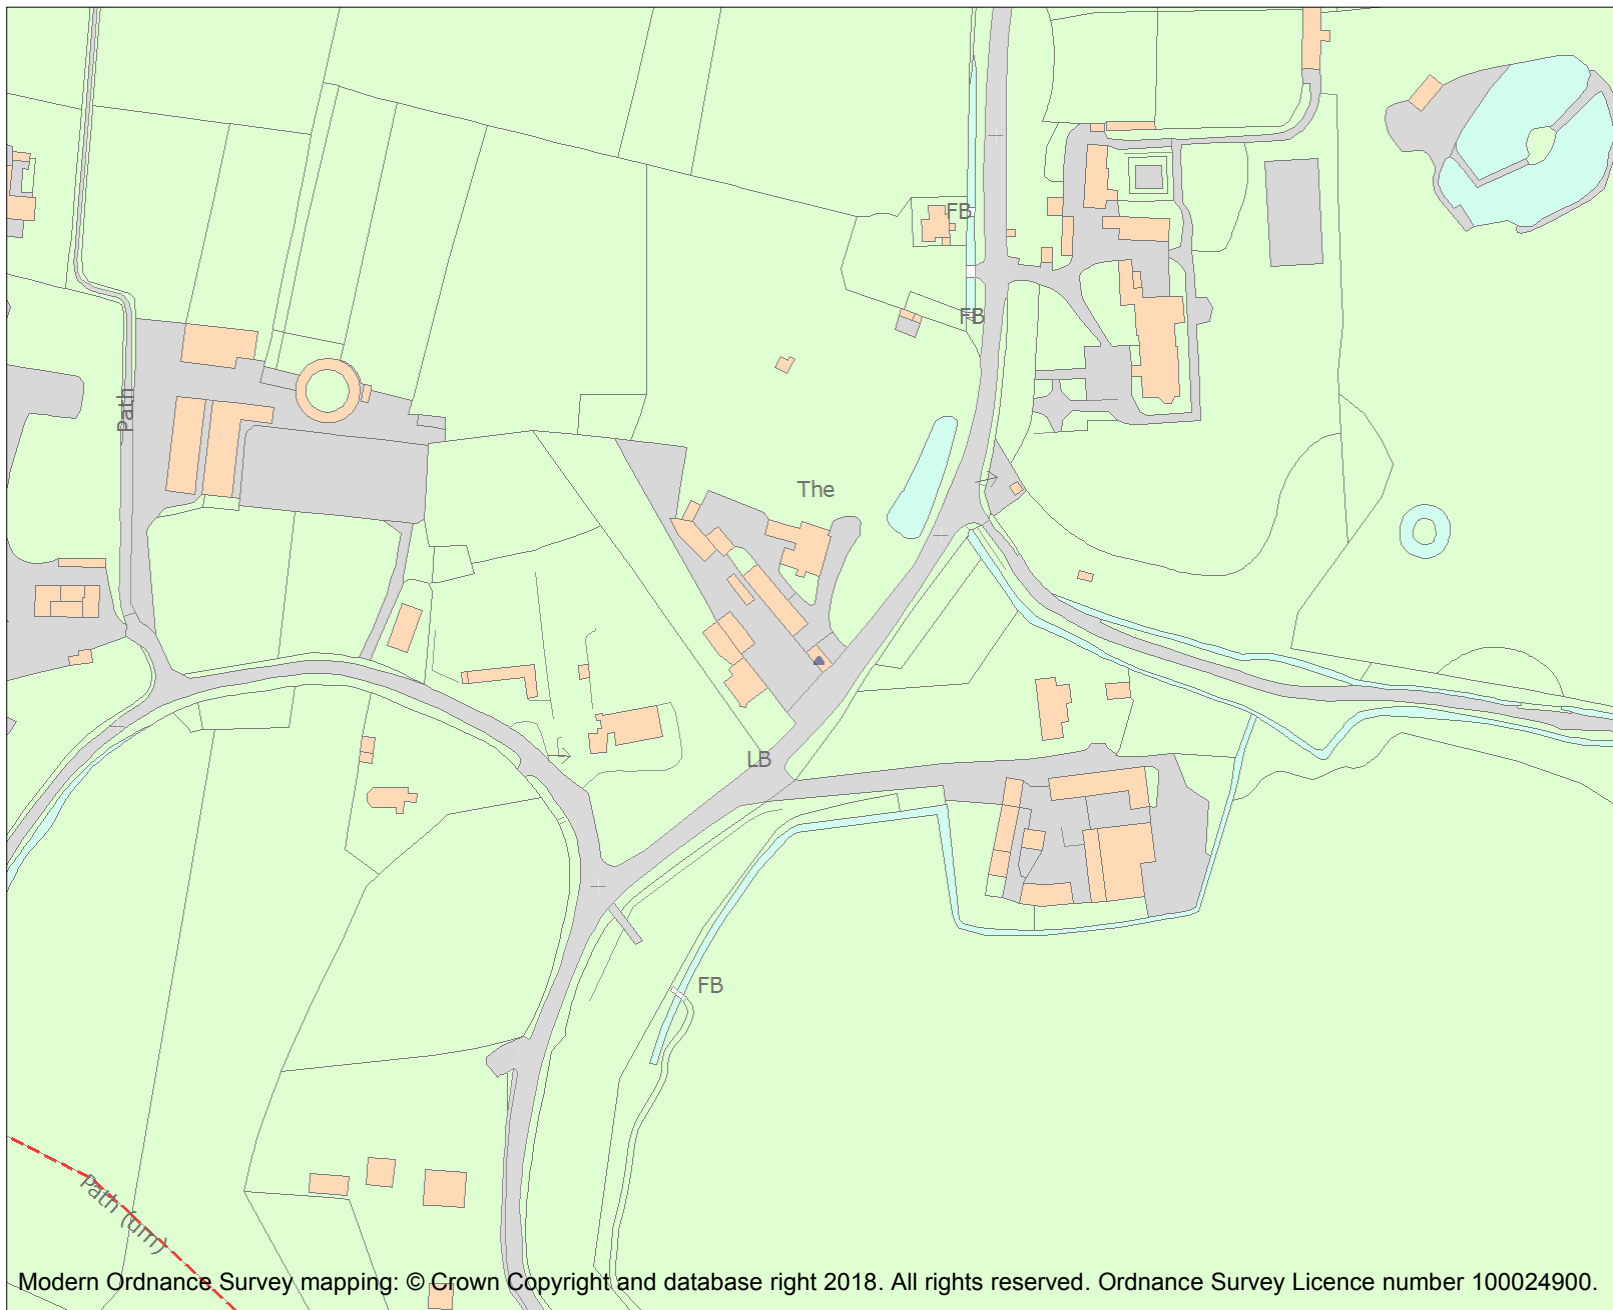 FB
FB
Path
The
LB
FB
Path (um)
Modern Ordnance Survey mapping: © Crown Copyright and database right 2018. All rights reserved. Ordnance Survey Licence number 100024900.